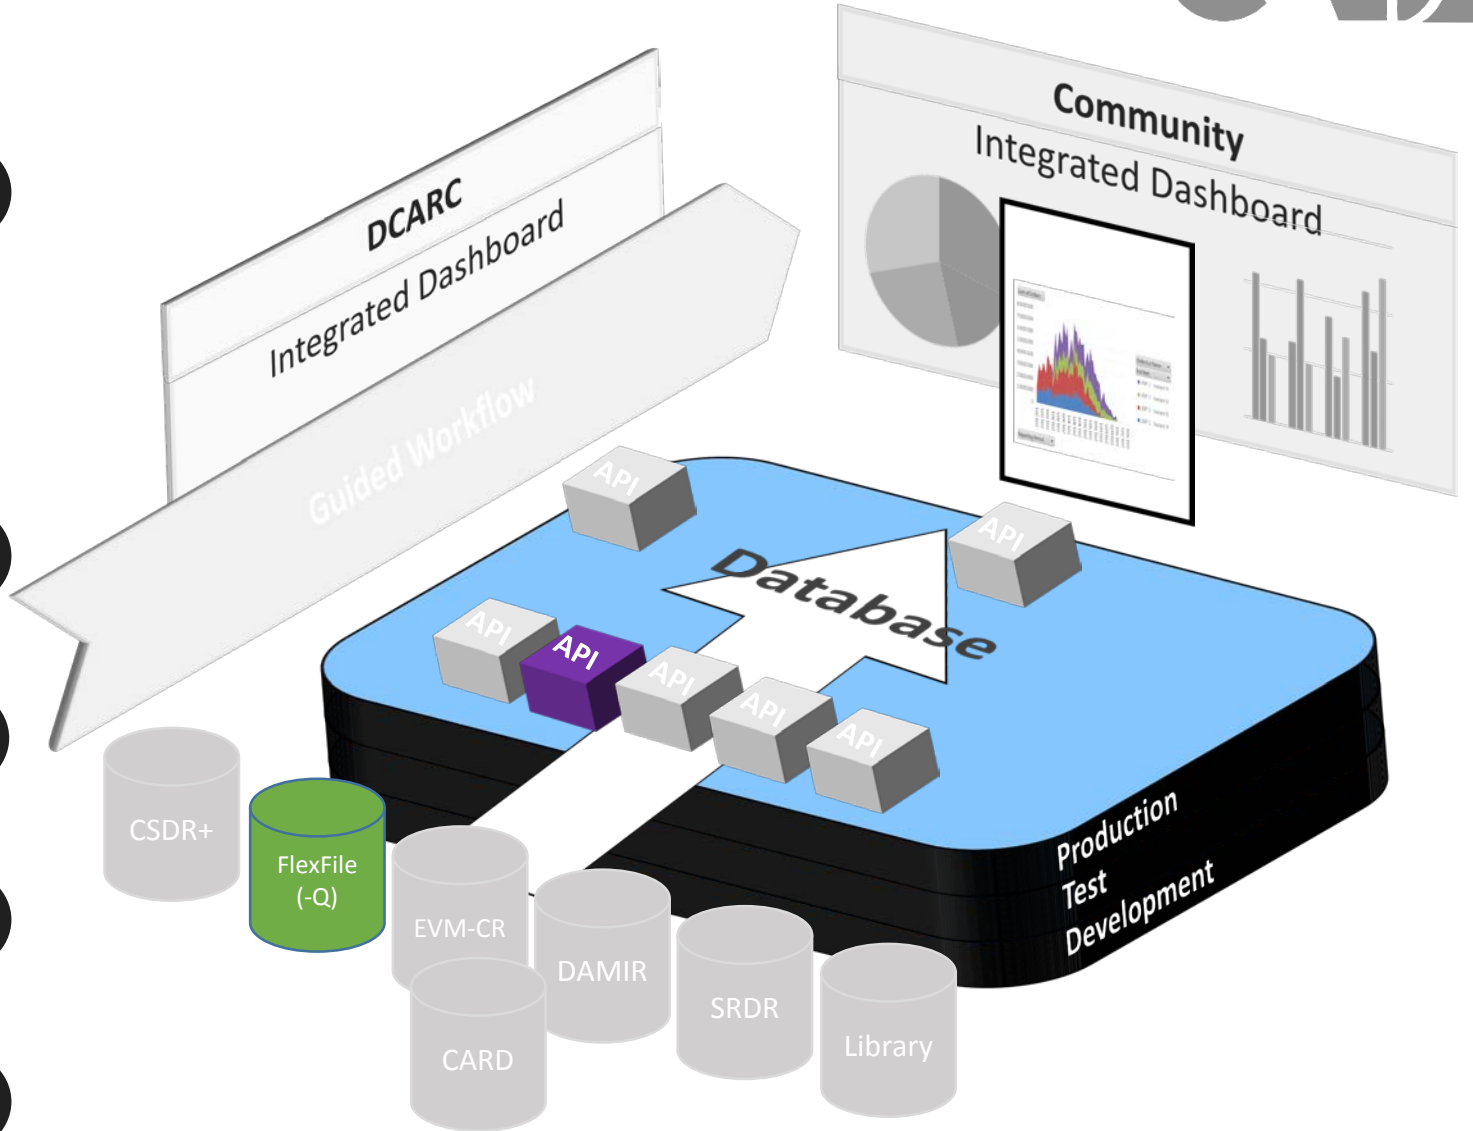 Community
Integrated Dashboard
DCARC
Integrated Dashboard
Guided Workflow
API
API
Database
API
API
API
API
API
Production
Test
Development
CSDR+
FlexFile
(-Q)
EVM-CR
DAMIR
SRDR
Library
CARD